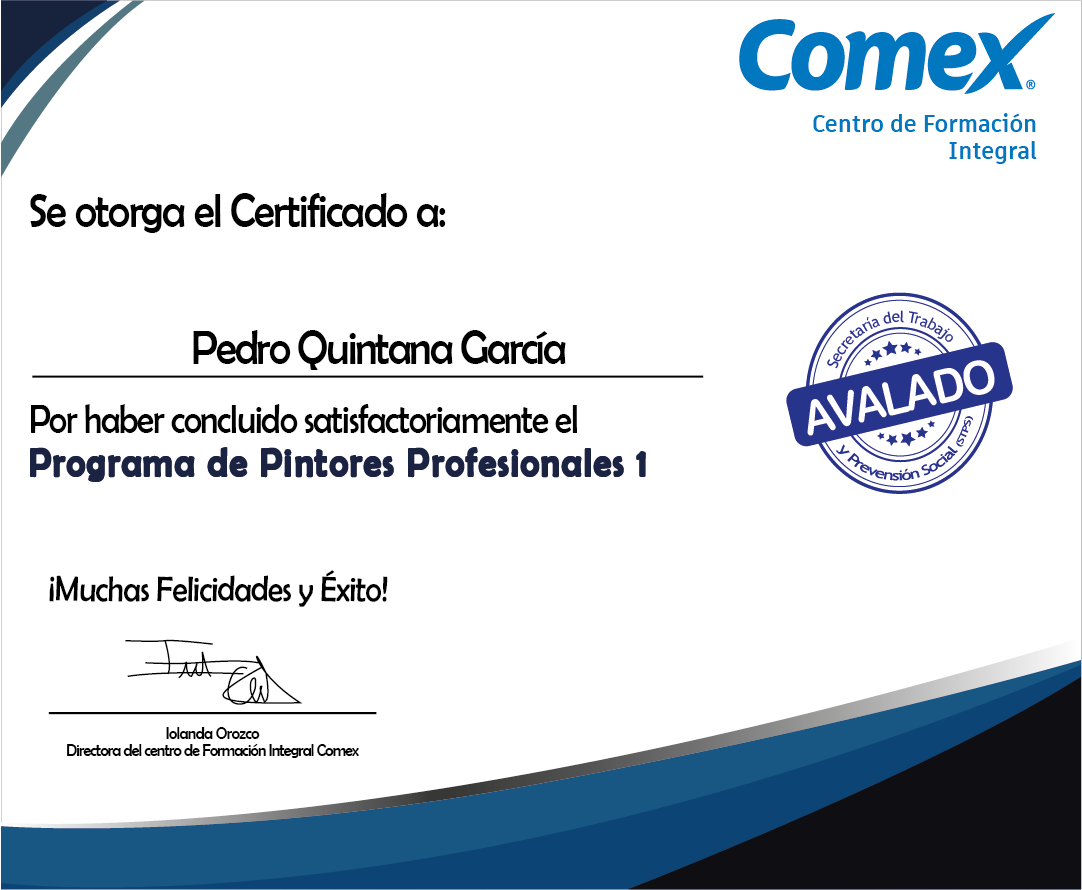 Comex®
Centro de Formación
Integral
Se otorga el Certificado a:
Pedro Quintana García
Secretaría del Trabajo
AVALADO
y Prevensión Social (STPS)
Por haber concluido satisfactoriamente el
Programa de Pintores Profesionales 1
¡Muchas Felicidades y Éxito!
Iolanda Orozco
Directora del centro de Formación Integral Comex